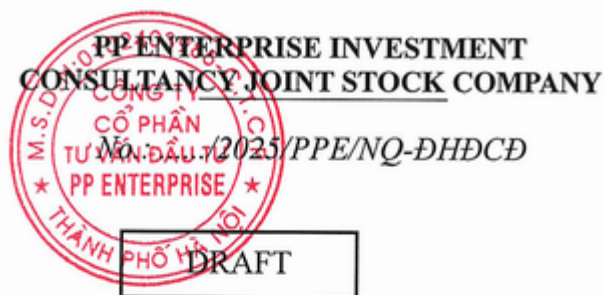 PP ENTERPRISE INVESTMENT
CONSULTANCY JOINT STOCK COMPANY
No.:....../2025/PPE/NQ-ĐHĐCĐ
CÔNG TY
CỔ PHẦN
TƯ VẤN ĐẦU TƯ
PP ENTERPRISE
THÀNH PHỐ HÀ NỘI
DRAFT